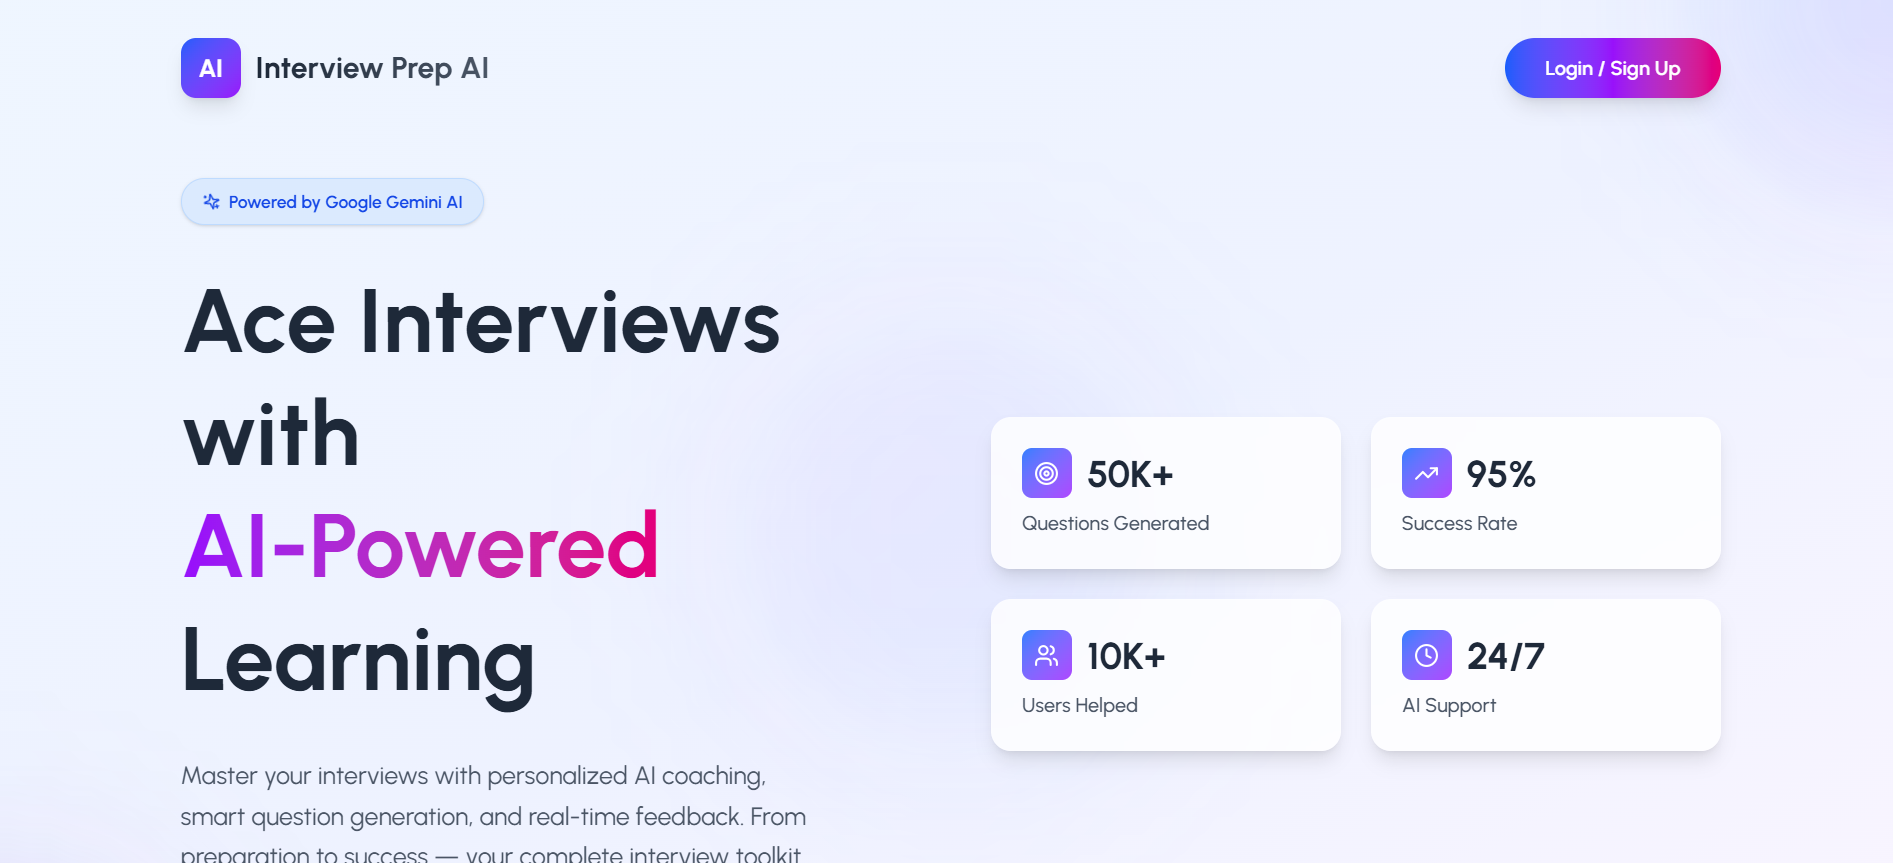 AI
Interview Prep AI
Login / Sign Up
Powered by Google Gemini AI
Ace Interviews
with
AI-Powered
Learning
Master your interviews with personalized AI coaching,
smart question generation, and real-time feedback. From
preparation to success — your complete interview toolkit
50K+
Questions Generated
95%
Success Rate
10K+
Users Helped
24/7
AI Support